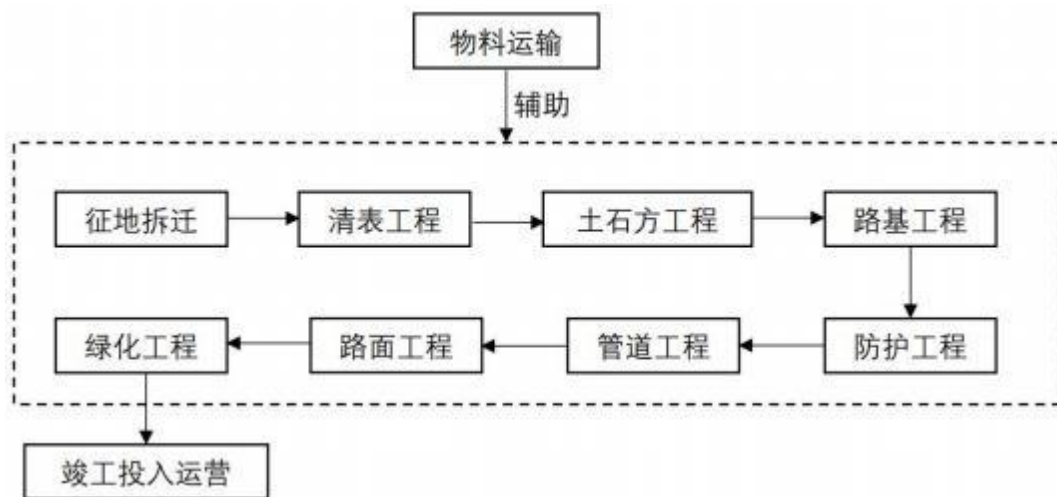 物料运输
辅助
征地拆迁
清表工程
土石方工程
路基工程
绿化工程
路面工程
管道工程
防护工程
竣工投入运营